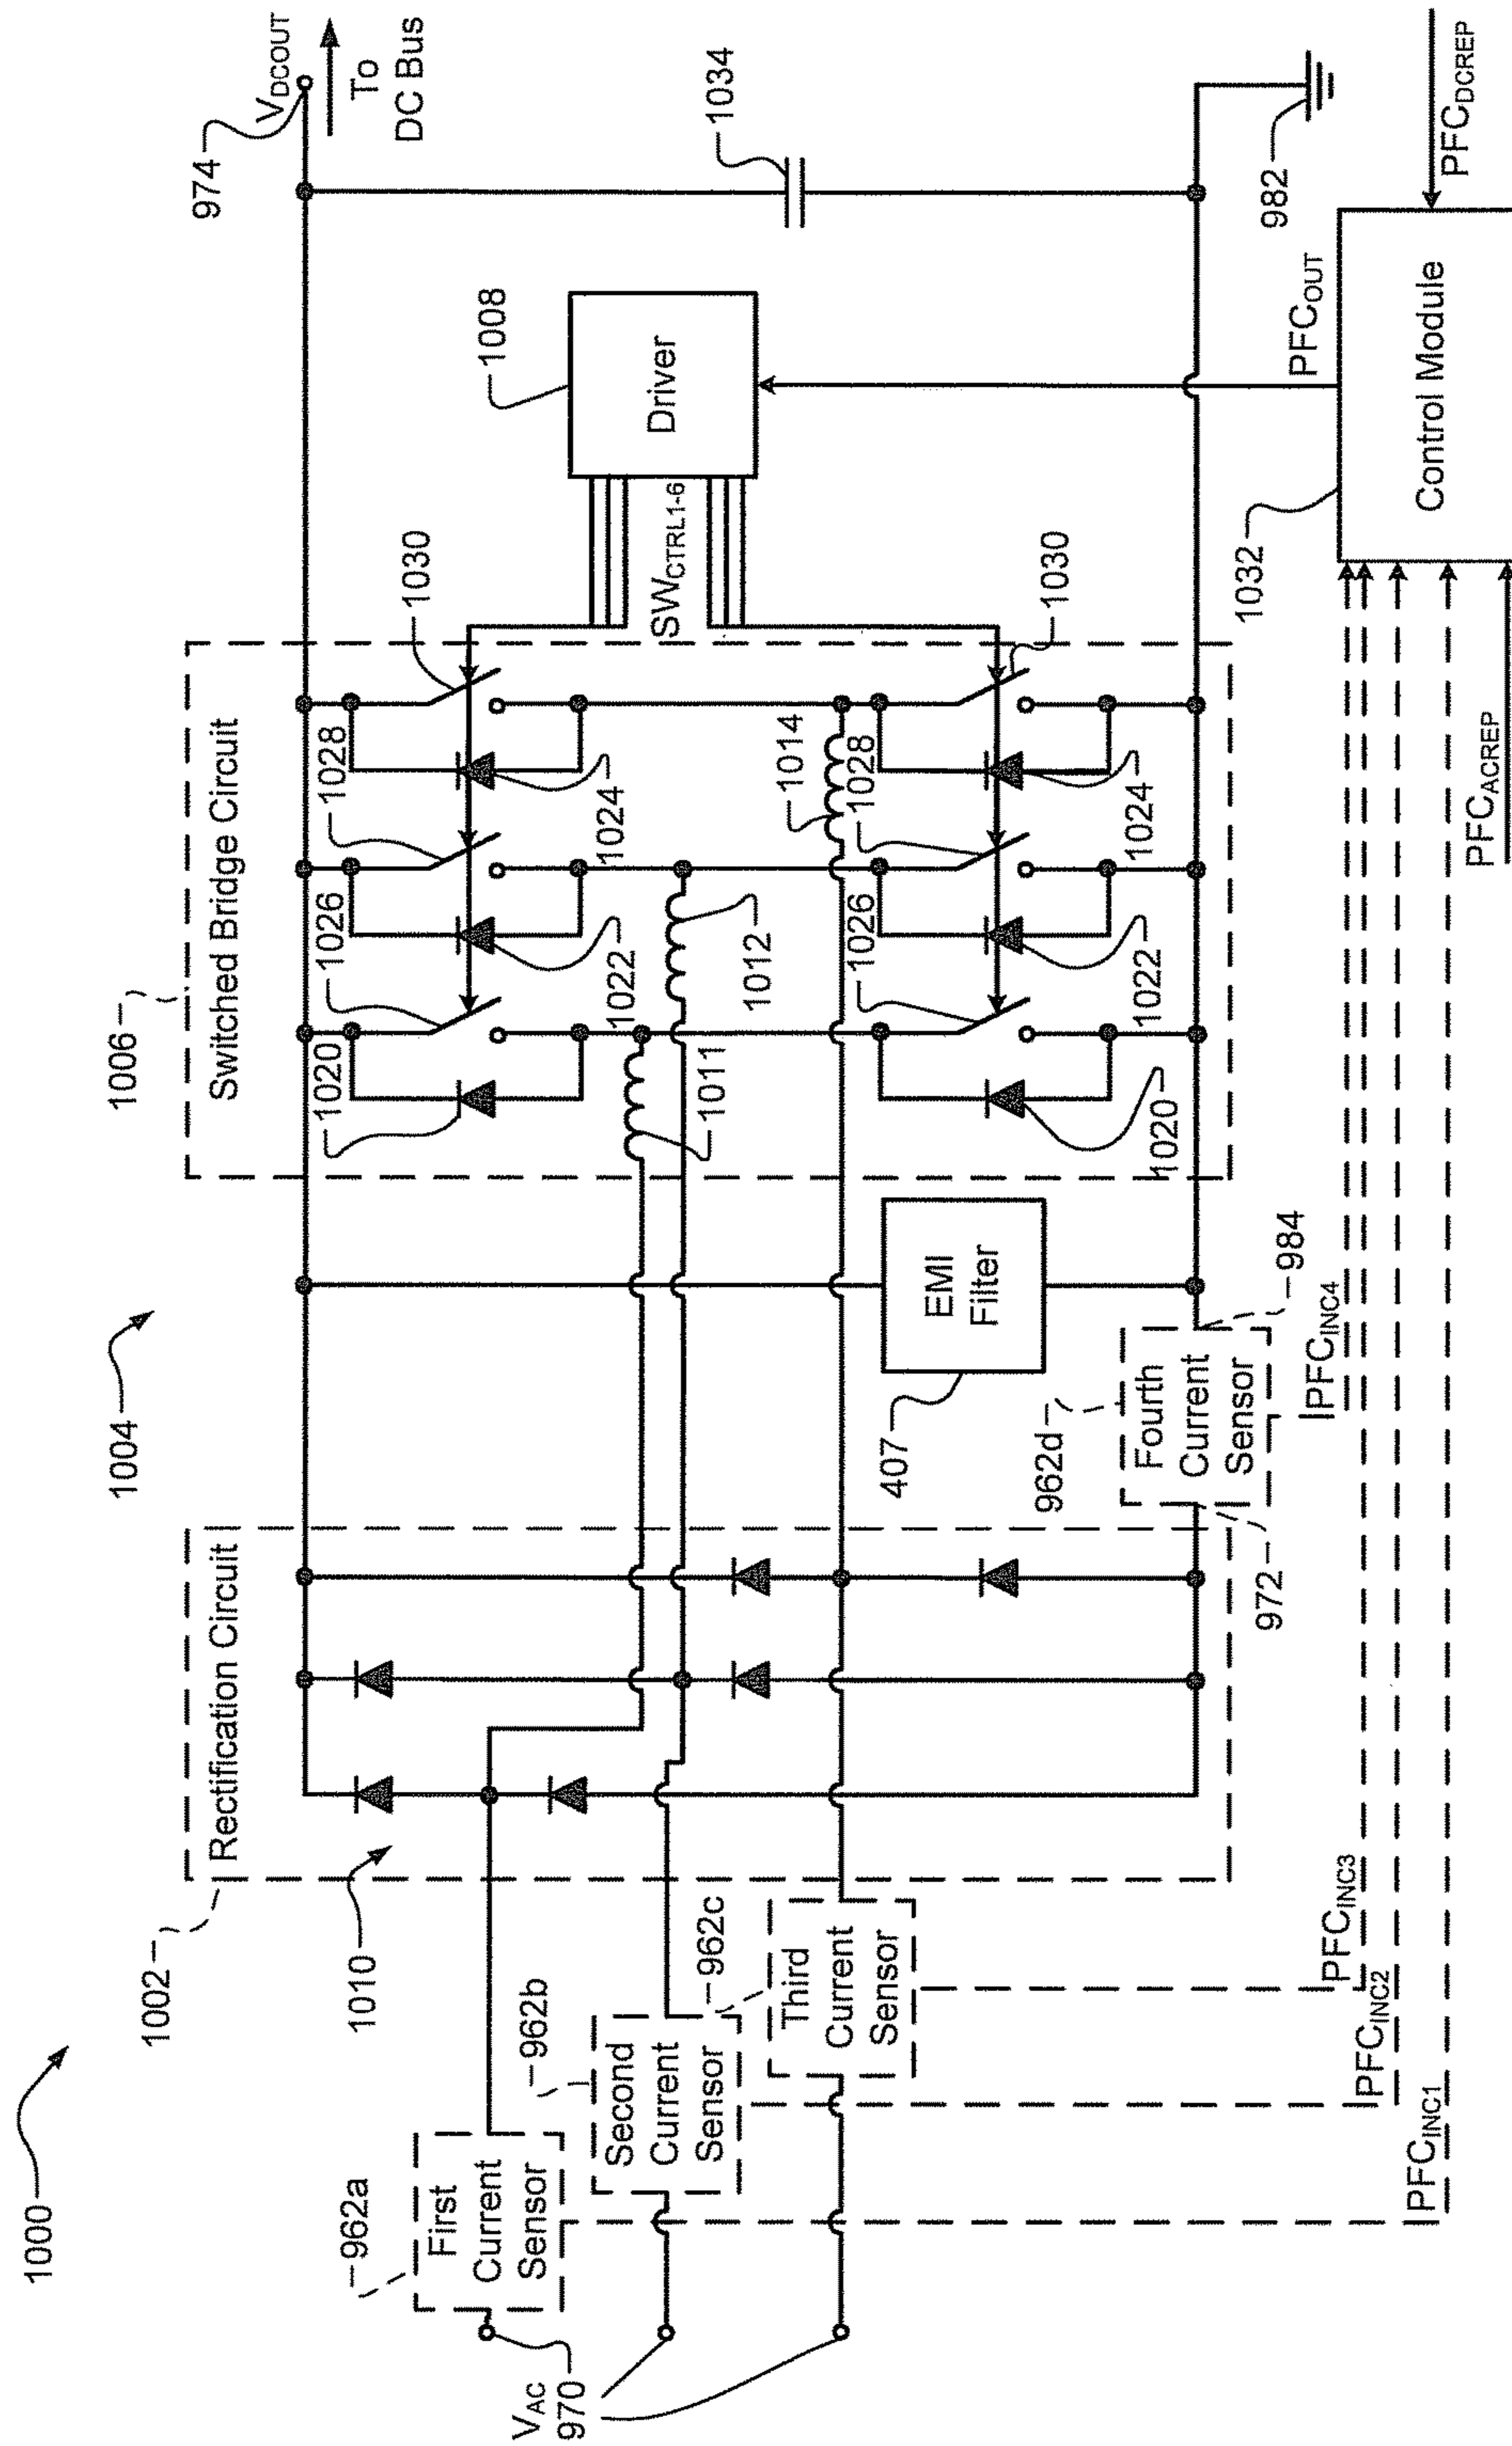 1000
1002
Rectification Circuit
1004
1006
Switched Bridge Circuit
974
V_DCOUT
To
DC Bus
1010
1020
1026
1028
1030
1008
Driver
SW_CTRL1-6
1034
1022
1024
1011
1012
1014
1026
1028
1030
1020
1022
1024
962a
First
Current
Sensor
962b
Second
Current
Sensor
962c
Third
Current
Sensor
V_AC
970
EMI
Filter
407
962d
Fourth
Current
Sensor
984
972
982
PFC_INC1
PFC_INC2
PFC_INC3
PFC_INC4
PFC_OUT
1032
Control Module
PFC_ACREP
PFC_DCREP